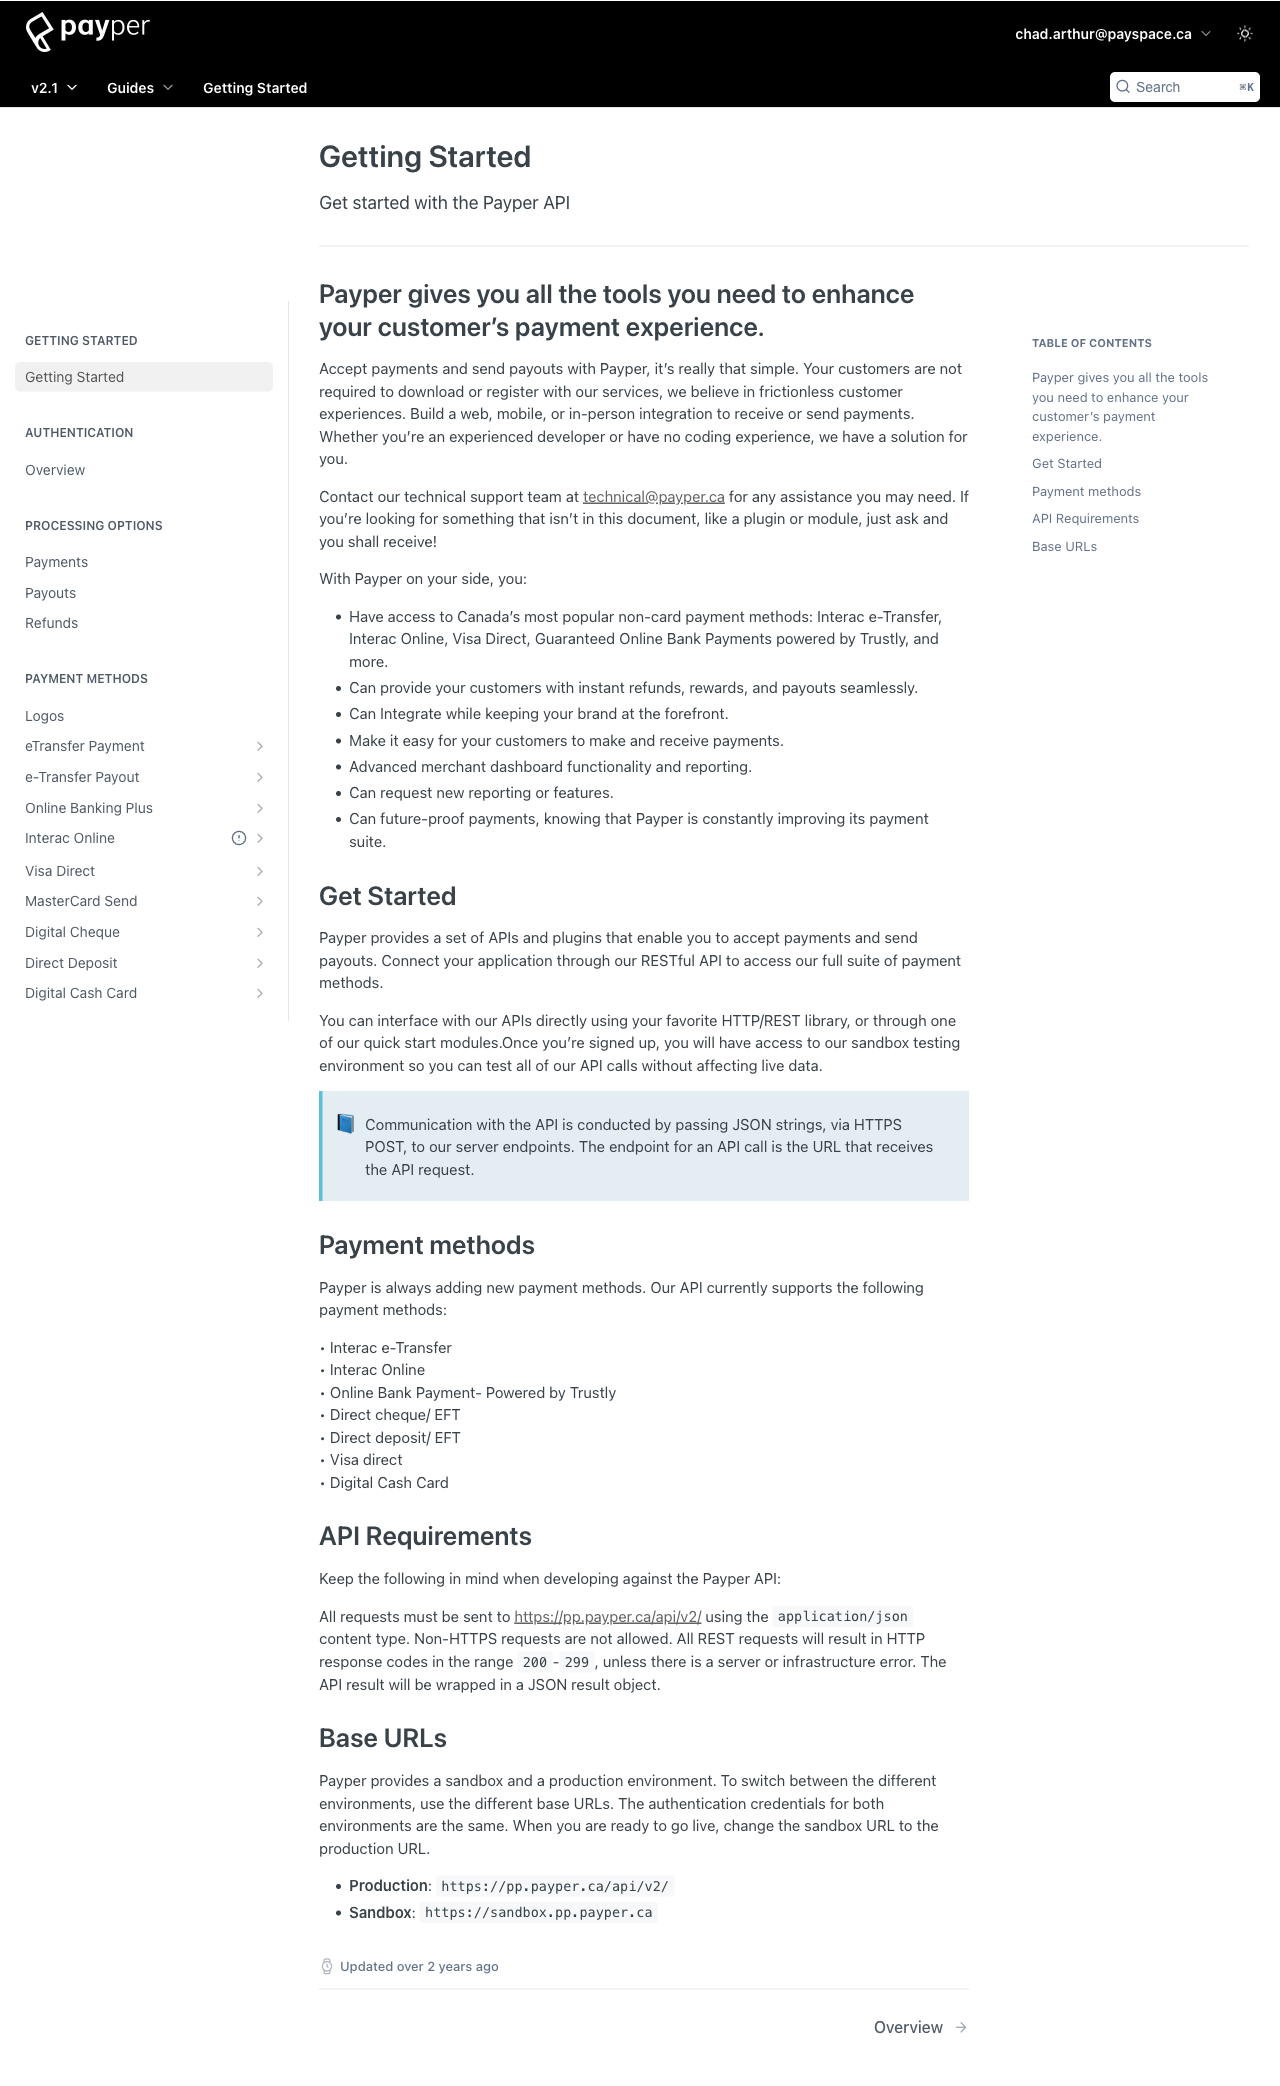 payper
chad.arthur@payspace.ca
v2.1
Guides
Getting Started
Search
⌘K
Getting Started
Get started with the Payper API
GETTING STARTED
Getting Started
AUTHENTICATION
Overview
PROCESSING OPTIONS
Payments
Payouts
Refunds
PAYMENT METHODS
Logos
eTransfer Payment
e-Transfer Payout
Online Banking Plus
Interac Online
Visa Direct
MasterCard Send
Digital Cheque
Direct Deposit
Digital Cash Card
Payper gives you all the tools you need to enhance
your customer’s payment experience.
Accept payments and send payouts with Payper, it’s really that simple. Your customers are not
required to download or register with our services, we believe in frictionless customer
experiences. Build a web, mobile, or in-person integration to receive or send payments.
Whether you’re an experienced developer or have no coding experience, we have a solution for
you.
Contact our technical support team at technical@payper.ca for any assistance you may need. If
you’re looking for something that isn’t in this document, like a plugin or module, just ask and
you shall receive!
With Payper on your side, you:
• Have access to Canada’s most popular non-card payment methods: Interac e-Transfer,
Interac Online, Visa Direct, Guaranteed Online Bank Payments powered by Trustly, and
more.
• Can provide your customers with instant refunds, rewards, and payouts seamlessly.
• Can Integrate while keeping your brand at the forefront.
• Make it easy for your customers to make and receive payments.
• Advanced merchant dashboard functionality and reporting.
• Can request new reporting or features.
• Can future-proof payments, knowing that Payper is constantly improving its payment
suite.
Get Started
Payper provides a set of APIs and plugins that enable you to accept payments and send
payouts. Connect your application through our RESTful API to access our full suite of payment
methods.
You can interface with our APIs directly using your favorite HTTP/REST library, or through one
of our quick start modules.Once you’re signed up, you will have access to our sandbox testing
environment so you can test all of our API calls without affecting live data.
Communication with the API is conducted by passing JSON strings, via HTTPS
POST, to our server endpoints. The endpoint for an API call is the URL that receives
the API request.
Payment methods
Payper is always adding new payment methods. Our API currently supports the following
payment methods:
• Interac e-Transfer
• Interac Online
• Online Bank Payment- Powered by Trustly
• Direct cheque/ EFT
• Direct deposit/ EFT
• Visa direct
• Digital Cash Card
API Requirements
Keep the following in mind when developing against the Payper API:
All requests must be sent to https://pp.payper.ca/api/v2/ using the application/json
content type. Non-HTTPS requests are not allowed. All REST requests will result in HTTP
response codes in the range 200 - 299 , unless there is a server or infrastructure error. The
API result will be wrapped in a JSON result object.
Base URLs
Payper provides a sandbox and a production environment. To switch between the different
environments, use the different base URLs. The authentication credentials for both
environments are the same. When you are ready to go live, change the sandbox URL to the
production URL.
• Production: https://pp.payper.ca/api/v2/
• Sandbox: https://sandbox.pp.payper.ca
Updated over 2 years ago
Overview →
TABLE OF CONTENTS
Payper gives you all the tools
you need to enhance your
customer’s payment
experience.
Get Started
Payment methods
API Requirements
Base URLs